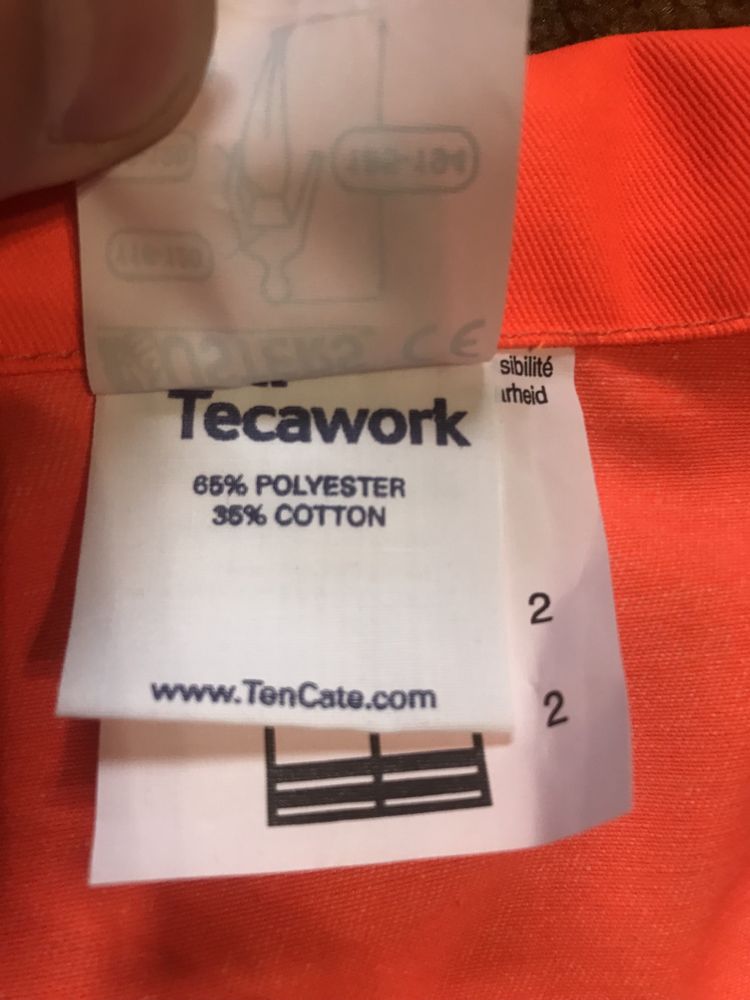 CE
sibilité
rheid
Tecawork
65% POLYESTER
35% COTTON
2
www.TenCate.com
2